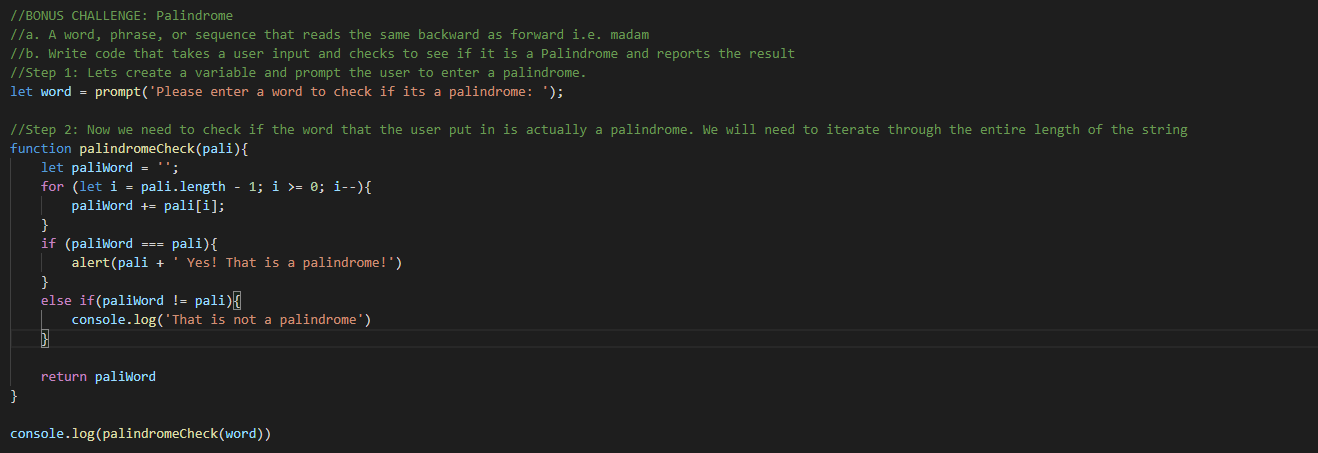 //BONUS CHALLENGE: Palindrome
//a. A word, phrase, or sequence that reads the same backward as forward i.e. madam
//b. Write code that takes a user input and checks to see if it is a Palindrome and reports the result
//Step 1: Lets create a variable and prompt the user to enter a palindrome.
let word = prompt('Please enter a word to check if its a palindrome: ');
//Step 2: Now we need to check if the word that the user put in is actually a palindrome. We will need to iterate through the entire length of the string
function palindromeCheck(pali){
let paliWord = '';
for (let i = pali.length - 1; i >= 0; i--){
paliWord += pali[i];
}
if (paliWord === pali){
alert(pali + ' Yes! That is a palindrome!')
}
else if(paliWord != pali){
console.log('That is not a palindrome')
}
return paliWord
}
console.log(palindromeCheck(word))